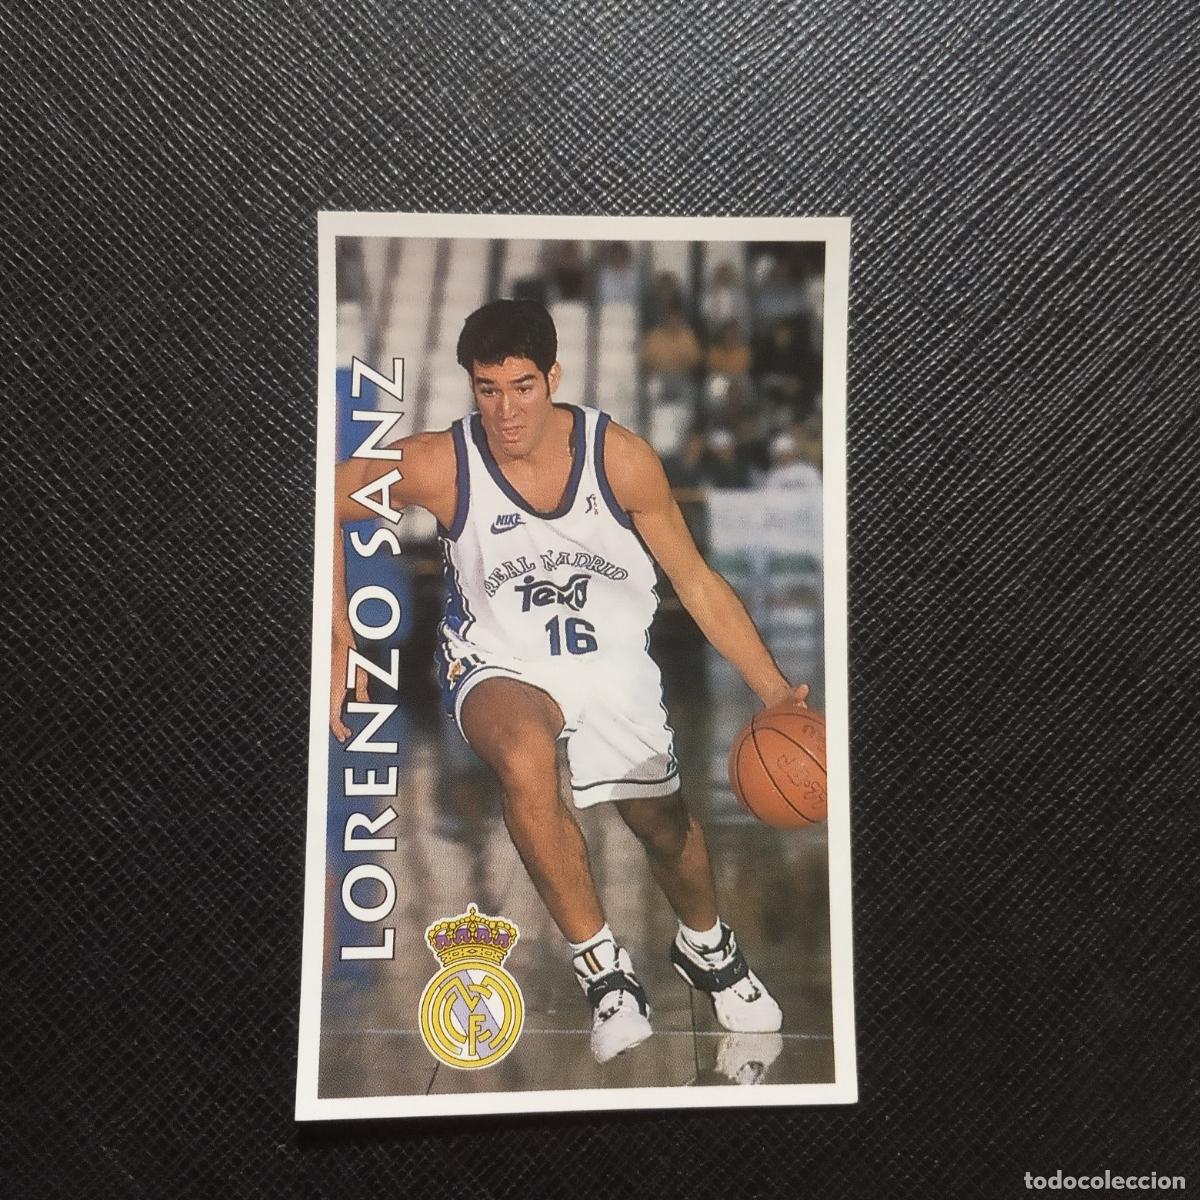 LORENZO SANZ
NIKE
REAL MADRID
teka
16
todocoleccion